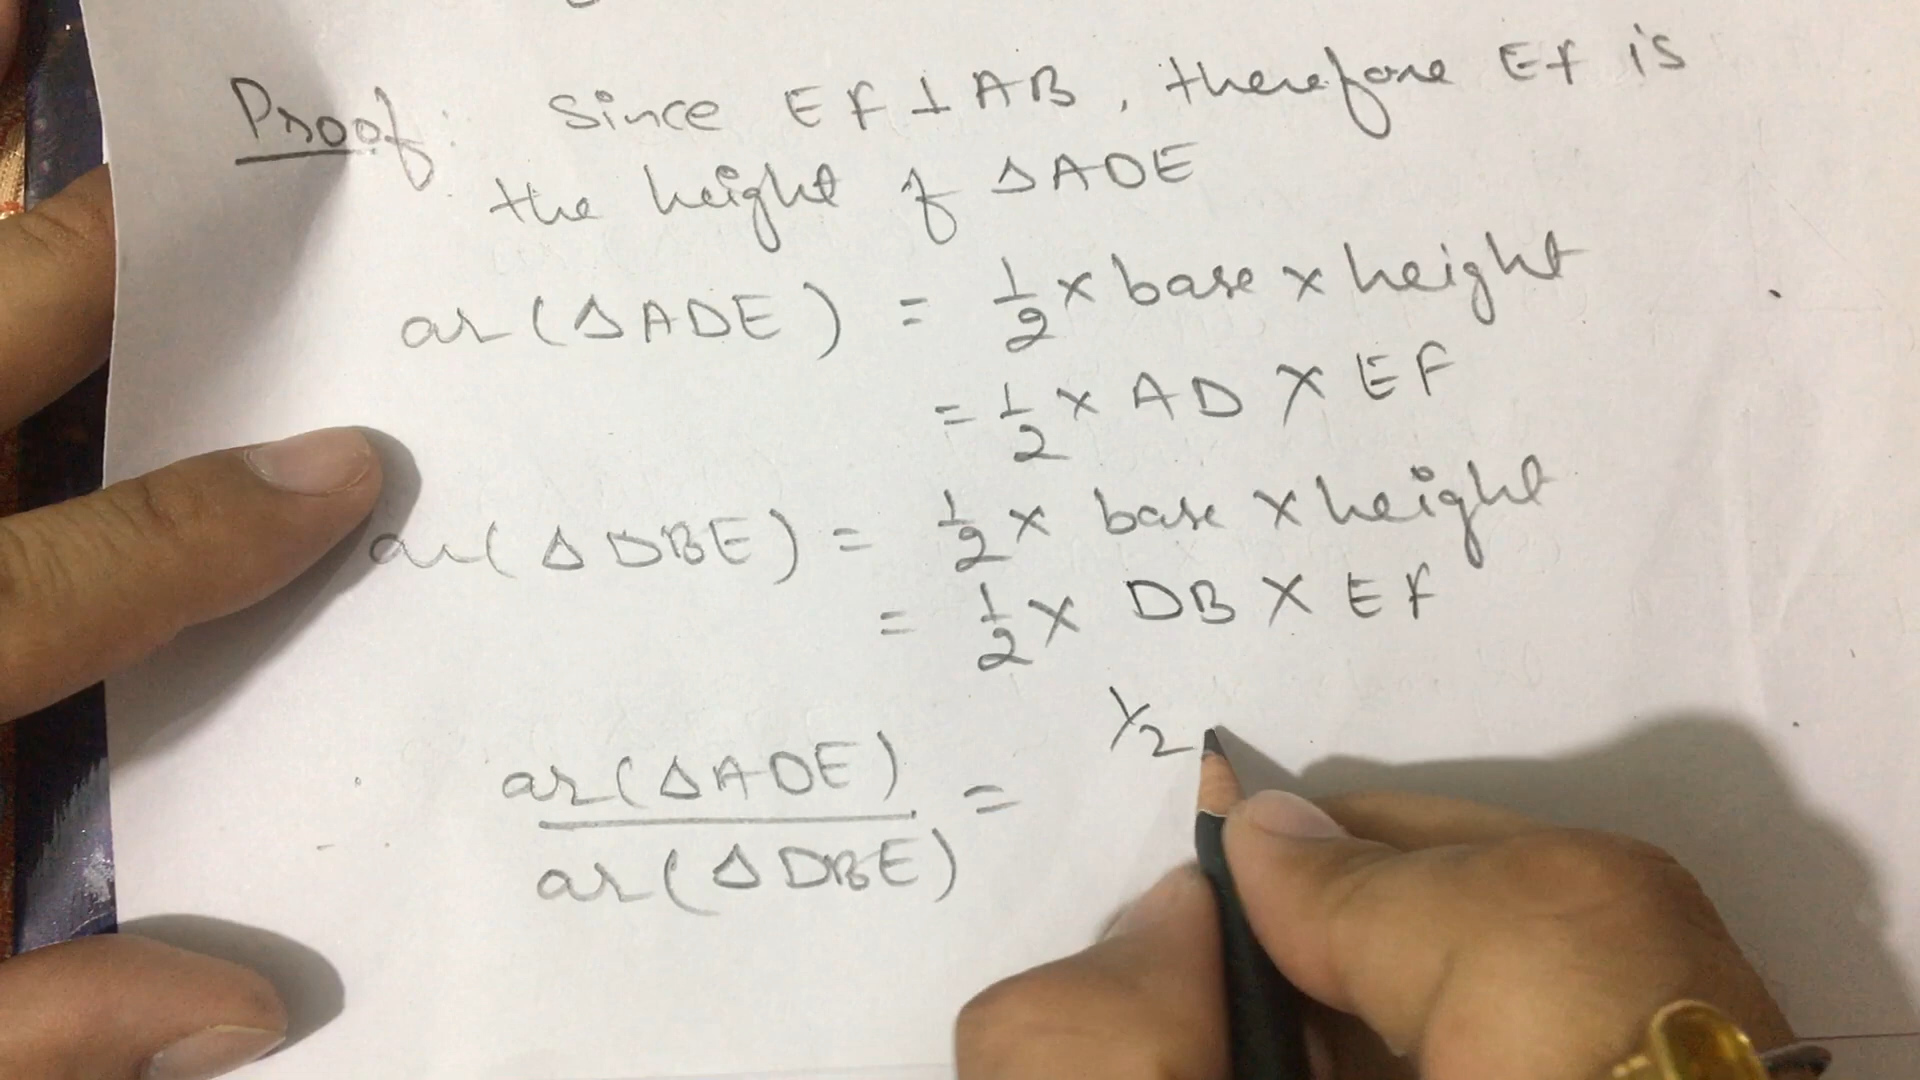 Proof: Since EF ⊥ AB, therefore EF is
the height of ΔADE
ar(ΔADE) = 1/2 × base × height
= 1/2 × AD × EF
ar(ΔDBE) = 1/2 × base × height
= 1/2 × DB × EF
ar(ΔADE)/ar(ΔDBE) = 1/2